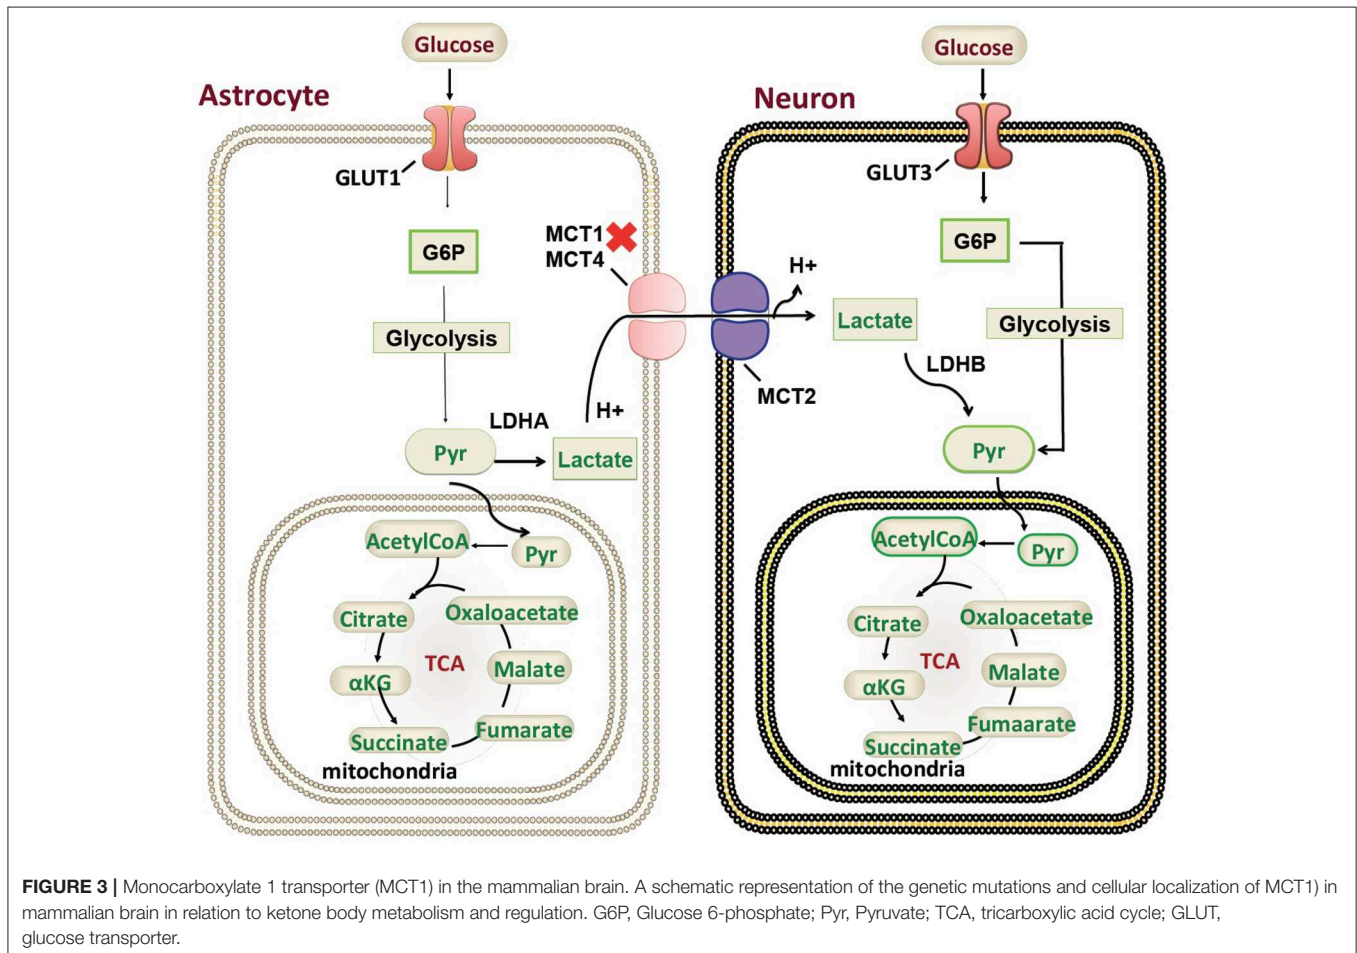 Glucose
Astrocyte
GLUT1
G6P
MCT1
MCT4
Glycolysis
H+
LDHA
Pyr
Lactate
AcetylCoA
Pyr
Citrate
Oxaloacetate
TCA
αKG
Malate
Succinate
Fumarate
mitochondria
Glucose
Neuron
GLUT3
G6P
H+
Lactate
Glycolysis
MCT2
LDHB
Pyr
AcetylCoA
Pyr
Citrate
Oxaloacetate
TCA
αKG
Malate
Succinate
Fumaarate
mitochondria
FIGURE 3 | Monocarboxylate 1 transporter (MCT1) in the mammalian brain. A schematic representation of the genetic mutations and cellular localization of MCT1) in
mammalian brain in relation to ketone body metabolism and regulation. G6P, Glucose 6-phosphate; Pyr, Pyruvate; TCA, tricarboxylic acid cycle; GLUT,
glucose transporter.